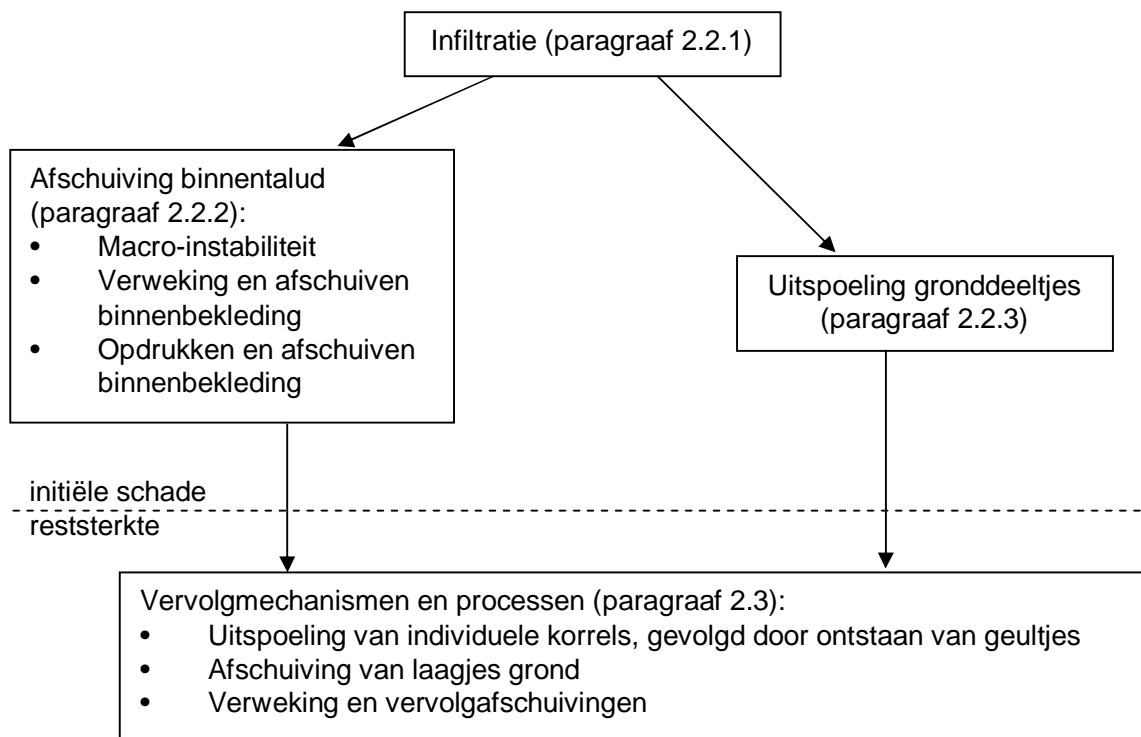 Infiltratie (paragraaf 2.2.1)
Afschuiving binnentalud
(paragraaf 2.2.2):
• Macro-instabiliteit
• Verweking en afschuiven
binnenbekleding
• Opdrukken en afschuiven
binnenbekleding
Uitspoeling gronddeeltjes
(paragraaf 2.2.3)
initiële schade
reststerkte
Vervolgmechanismen en processen (paragraaf 2.3):
• Uitspoeling van individuele korrels, gevolgd door ontstaan van geultjes
• Afschuiving van laagjes grond
• Verweking en vervolgafschuivingen